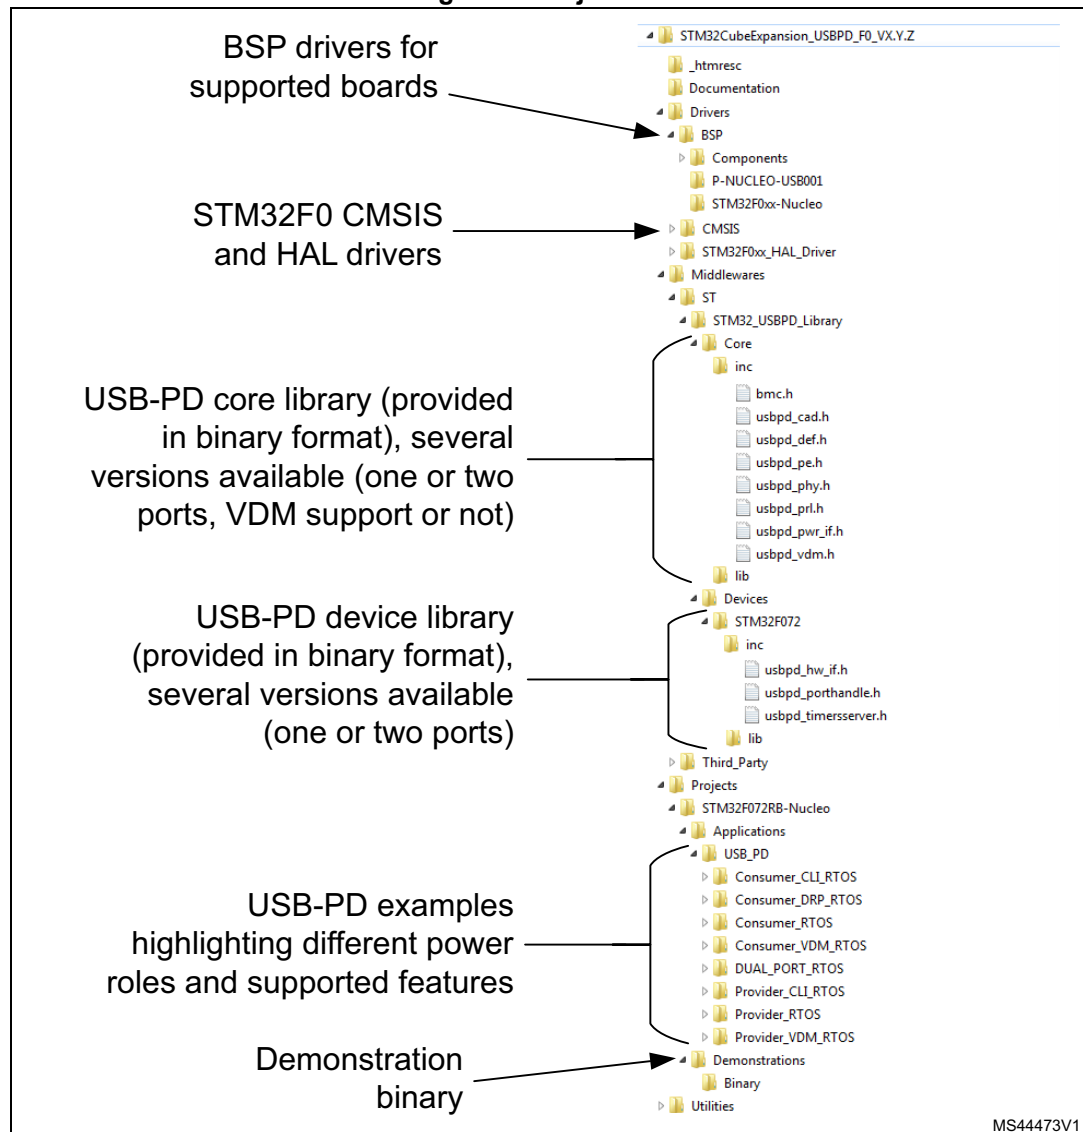 BSP drivers for
supported boards
STM32F0 CMSIS
and HAL drivers
USB-PD core library (provided
in binary format), several
versions available (one or two
ports, VDM support or not)
USB-PD device library
(provided in binary format),
several versions available
(one or two ports)
USB-PD examples
highlighting different power
roles and supported features
Demonstration
binary
STM32CubeExpansion_USBPD_F0_VX.Y.Z
_htmresc
Documentation
Drivers
BSP
Components
P-NUCLEO-USB001
STM32F0xx-Nucleo
CMSIS
STM32F0xx_HAL_Driver
Middlewares
ST
STM32_USBPD_Library
Core
inc
bmc.h
usbpd_cad.h
usbpd_def.h
usbpd_pe.h
usbpd_phy.h
usbpd_prl.h
usbpd_pwr_if.h
usbpd_vdm.h
lib
Devices
STM32F072
inc
usbpd_hw_if.h
usbpd_porthandle.h
usbpd_timersserver.h
lib
Third_Party
Projects
STM32F072RB-Nucleo
Applications
USB_PD
Consumer_CLI_RTOS
Consumer_DRP_RTOS
Consumer_RTOS
Consumer_VDM_RTOS
DUAL_PORT_RTOS
Provider_CLI_RTOS
Provider_RTOS
Provider_VDM_RTOS
Demonstrations
Binary
Utilities
MS44473V1